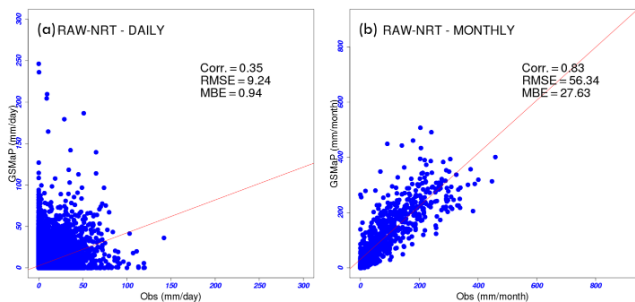 (a) RAW-NRT - DAILY
Corr. = 0.35
RMSE = 9.24
MBE = 0.94
GSMaP (mm/day)
300
250
200
150
100
50
0
0 50 100 150 200 250 300
Obs (mm/day)
(b) RAW-NRT - MONTHLY
Corr. = 0.83
RMSE = 56.34
MBE = 27.63
GSMaP (mm/month)
800
600
400
200
0
0 200 400 600 800
Obs (mm/month)